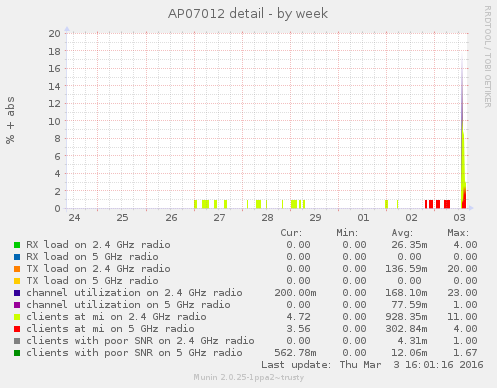 AP07012 detail - by week
RRDTOOL / TOBI OETIKER
% + abs
20
18
16
14
12
10
8
6
4
2
0
24 25 26 27 28 29 01 02 03
Cur: Min: Avg: Max:
RX load on 2.4 GHz radio 0.00 0.00 26.35m 4.00
RX load on 5 GHz radio 0.00 0.00 0.00 0.00
TX load on 2.4 GHz radio 0.00 0.00 136.59m 20.00
TX load on 5 GHz radio 0.00 0.00 0.00 0.00
channel utilization on 2.4 GHz radio 200.00m 0.00 168.10m 23.00
channel utilization on 5 GHz radio 0.00 0.00 77.59m 1.00
clients at mi on 2.4 GHz radio 4.72 0.00 928.35m 11.00
clients at mi on 5 GHz radio 3.56 0.00 302.84m 4.00
clients with poor SNR on 2.4 GHz radio 0.00 0.00 4.31m 1.00
clients with poor SNR on 5 GHz radio 562.78m 0.00 12.06m 1.67
Last update: Thu Mar 3 16:01:16 2016
Munin 2.0.25-1ppa2~trusty